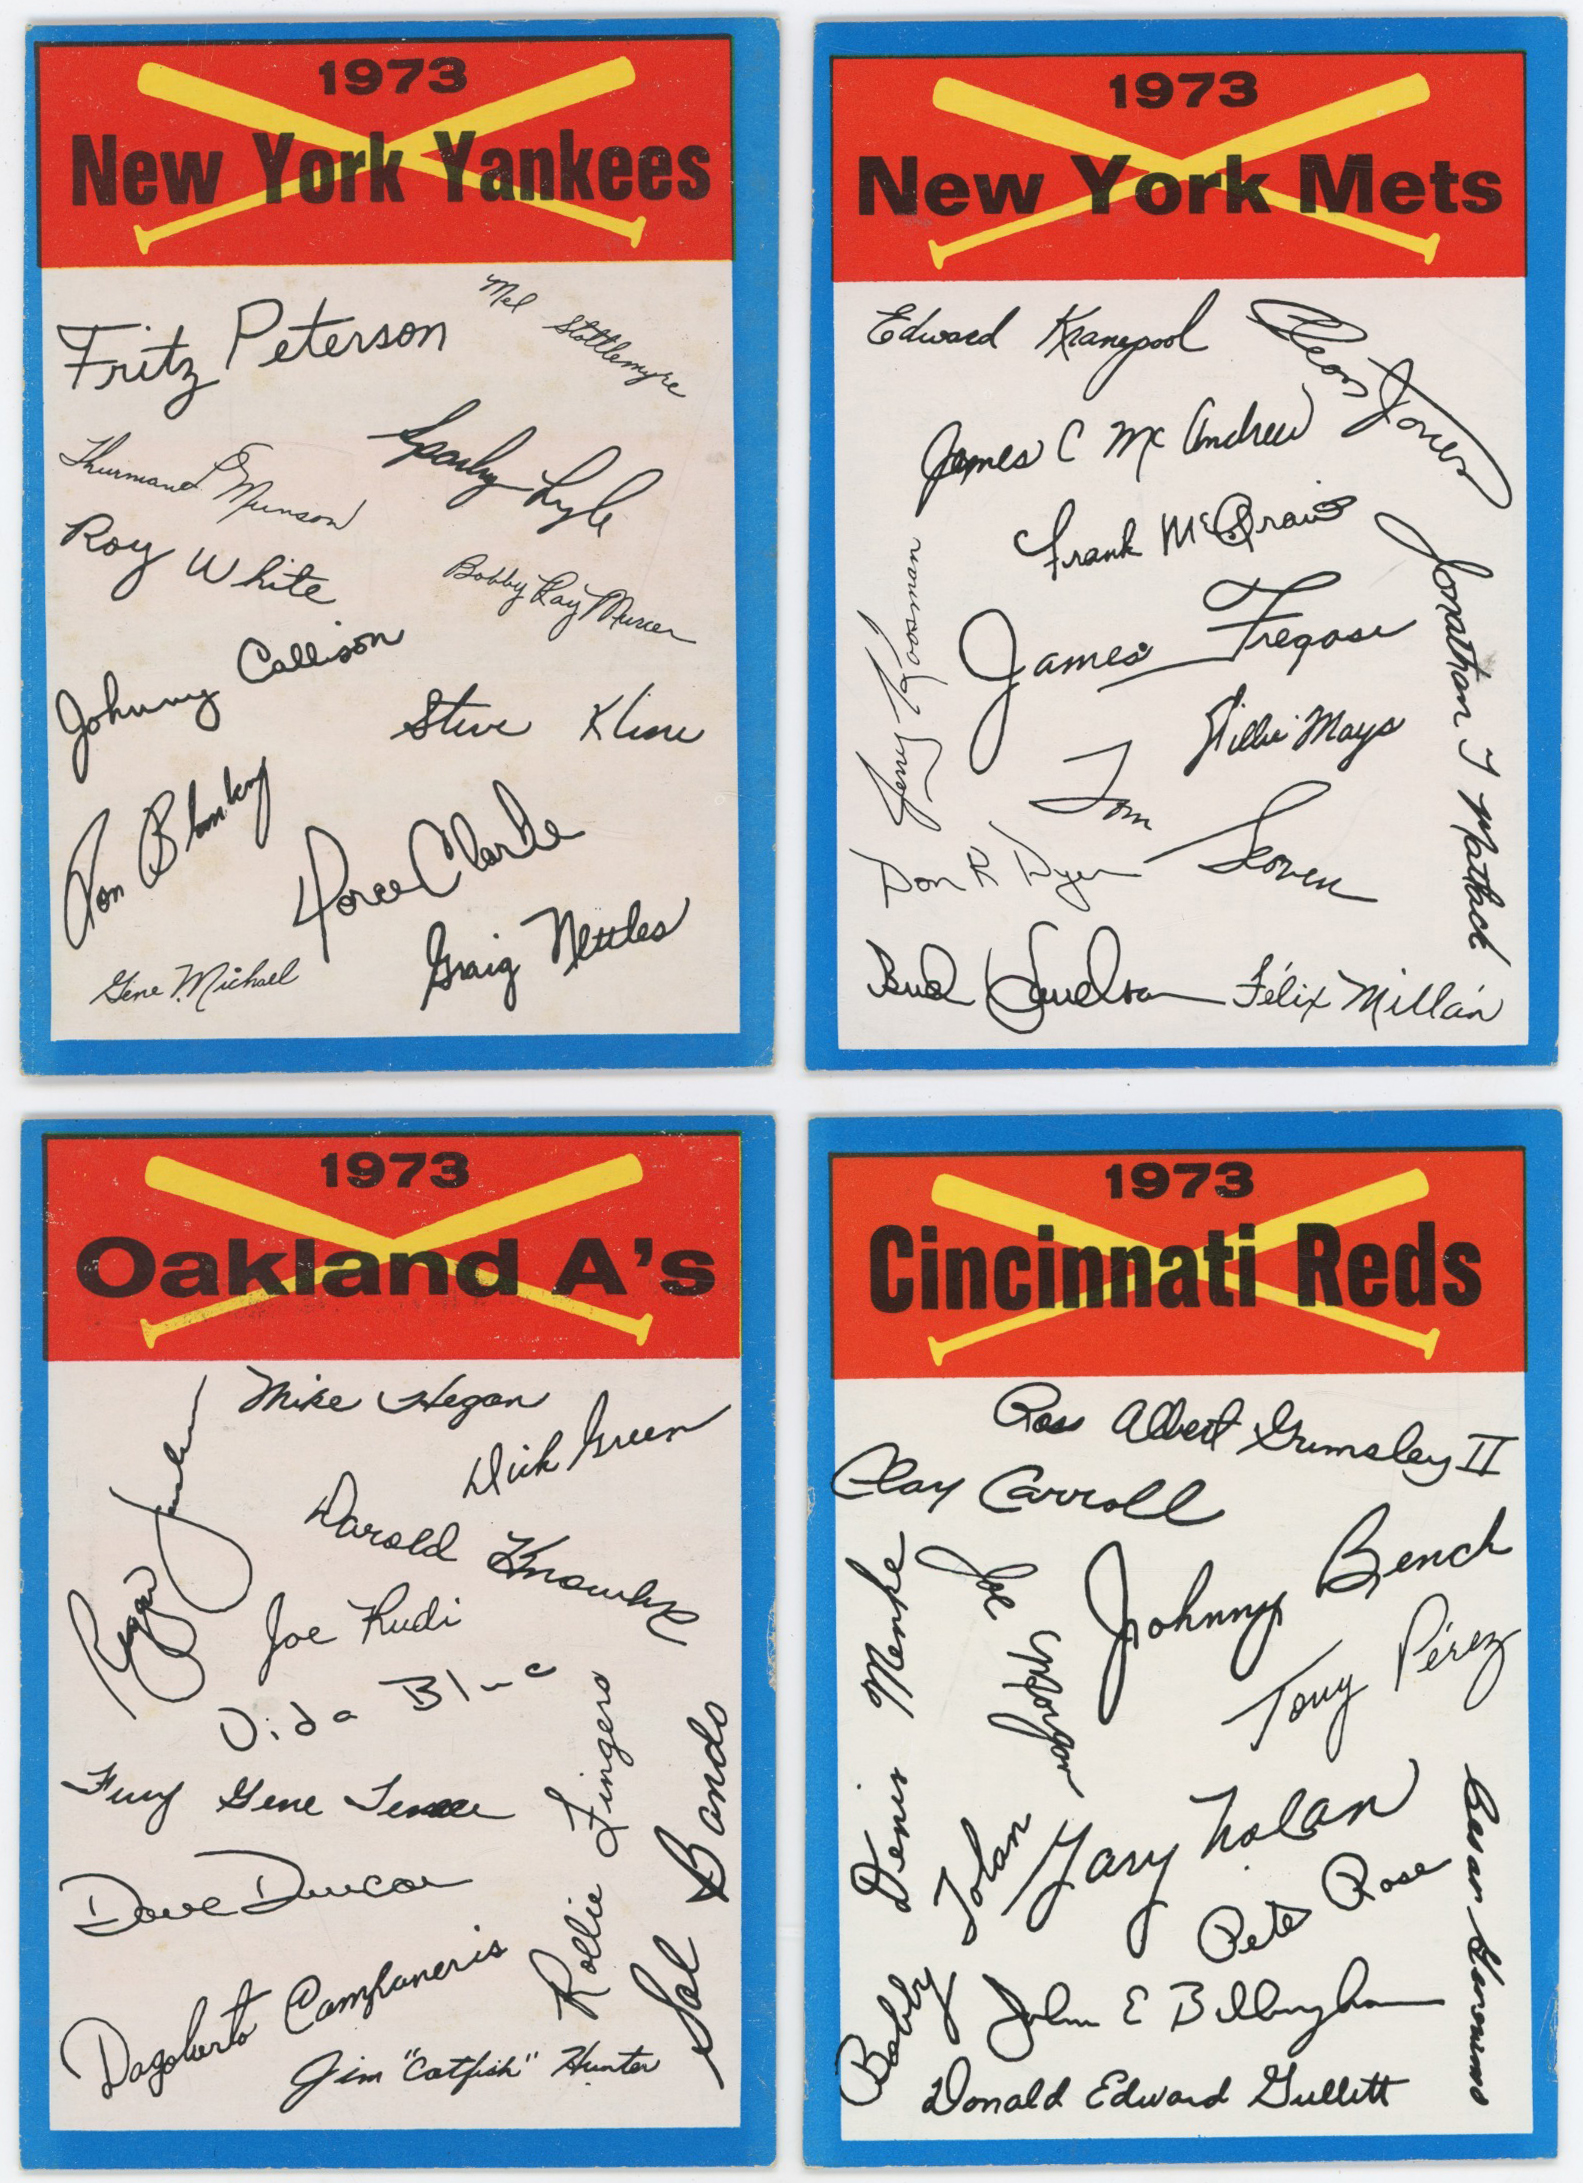 1973
New York Yankees
Fritz Peterson
Mel Stottlemyre
Thurman Munson
Sparky Lyle
Roy White
Bobby Ray Murcer
Johnny Callison
Steve Kline
Ron Blomberg
Horace Clarke
Gene Michael
Graig Nettles
1973
New York Mets
Edward Kranepool
Cleon Jones
James C McAndrew
Frank McGraw
Jerry Koosman
James Fregosi
Jonathan T Matlack
Willie Mays
Tom Seaver
Don R Dyer
Bud Harrelson
Félix Millán
1973
Oakland A's
Mike Hegan
Reggie Jackson
Dick Green
Darold Knowles
Joe Rudi
Vida Blue
Fury Gene Tenace
Rollie Fingers
Sal Bando
Dave Duncan
Dagoberto Campaneris
Jim "Catfish" Hunter
1973
Cincinnati Reds
Ross Albert Grimsley II
Clay Carroll
Johnny Bench
Denis Menke
Joe Morgan
Tony Pérez
Gary Nolan
Bobby Tolan
Pete Rose
Cesar Geronimo
John E Billingham
Donald Edward Gullett